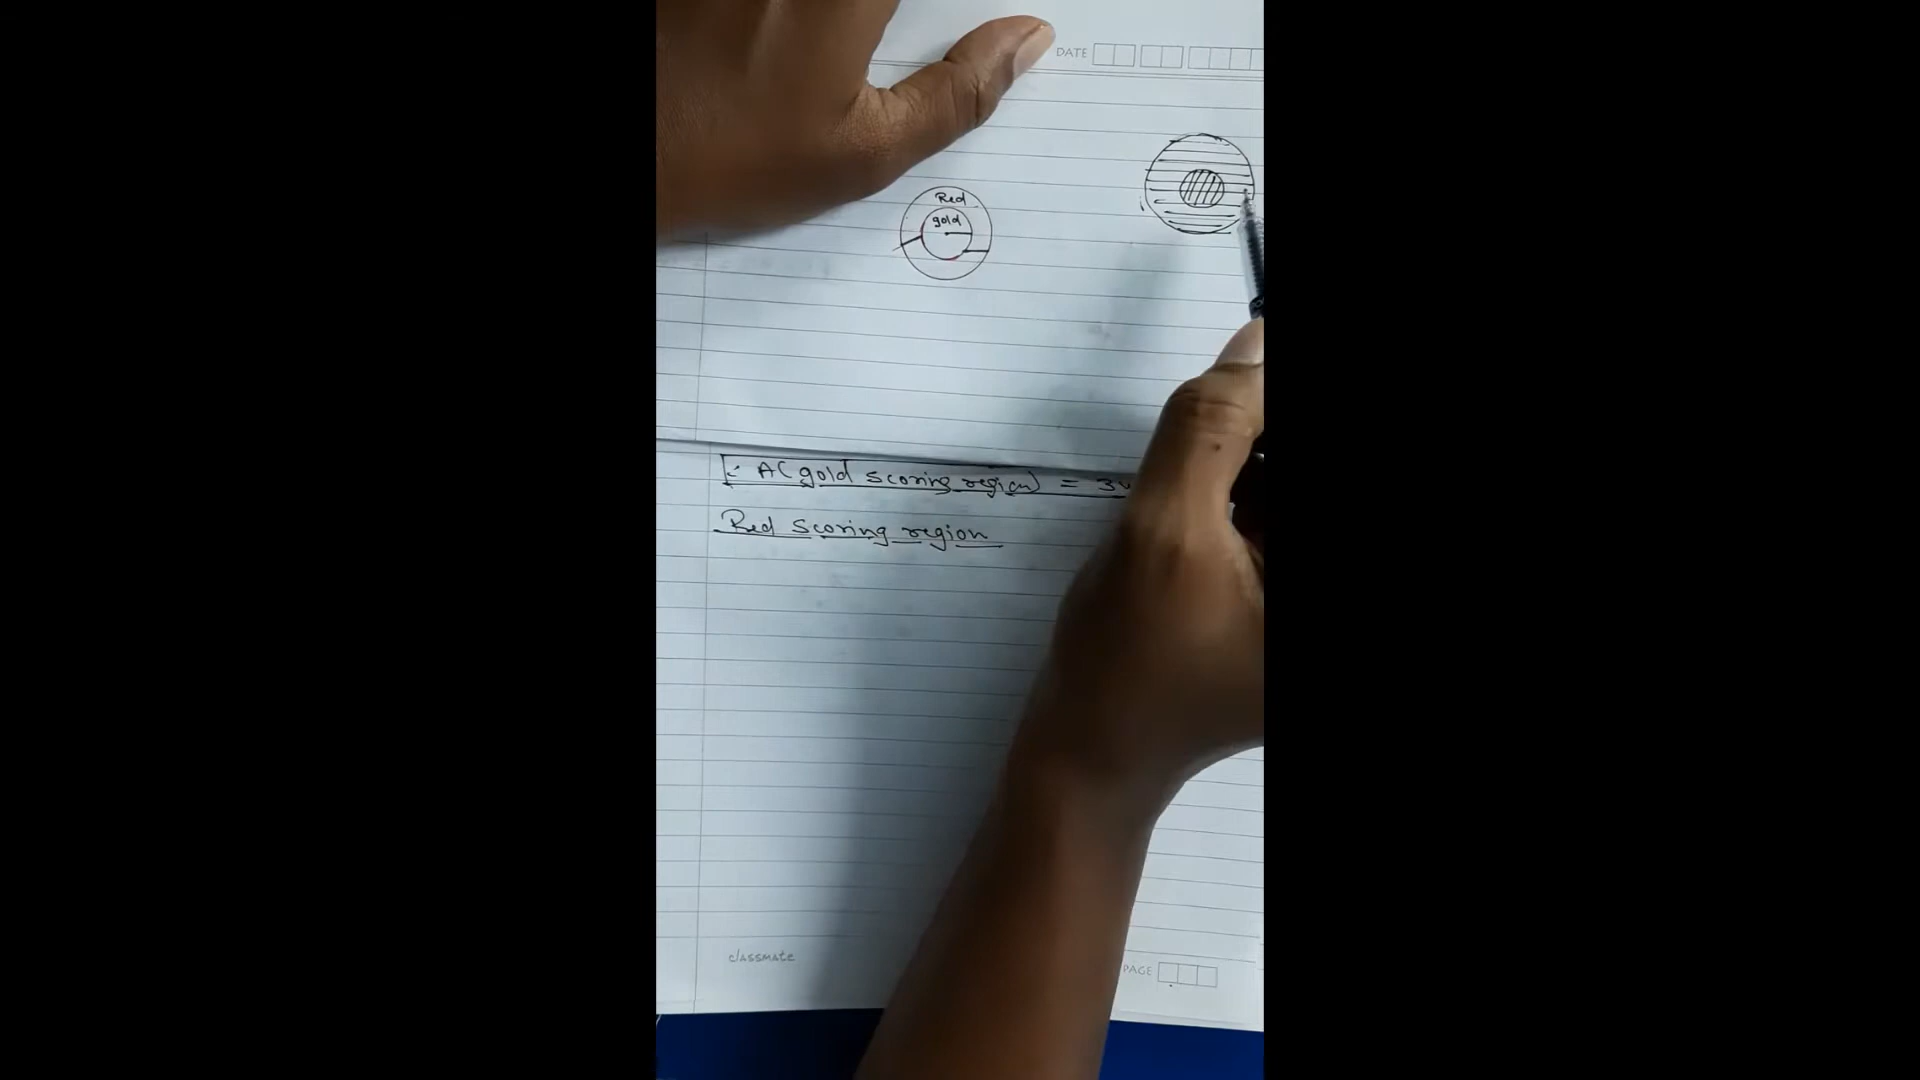 DATE
Red
gold
∴ A(gold scoring region) = 3
Red scoring region
classmate
PAGE